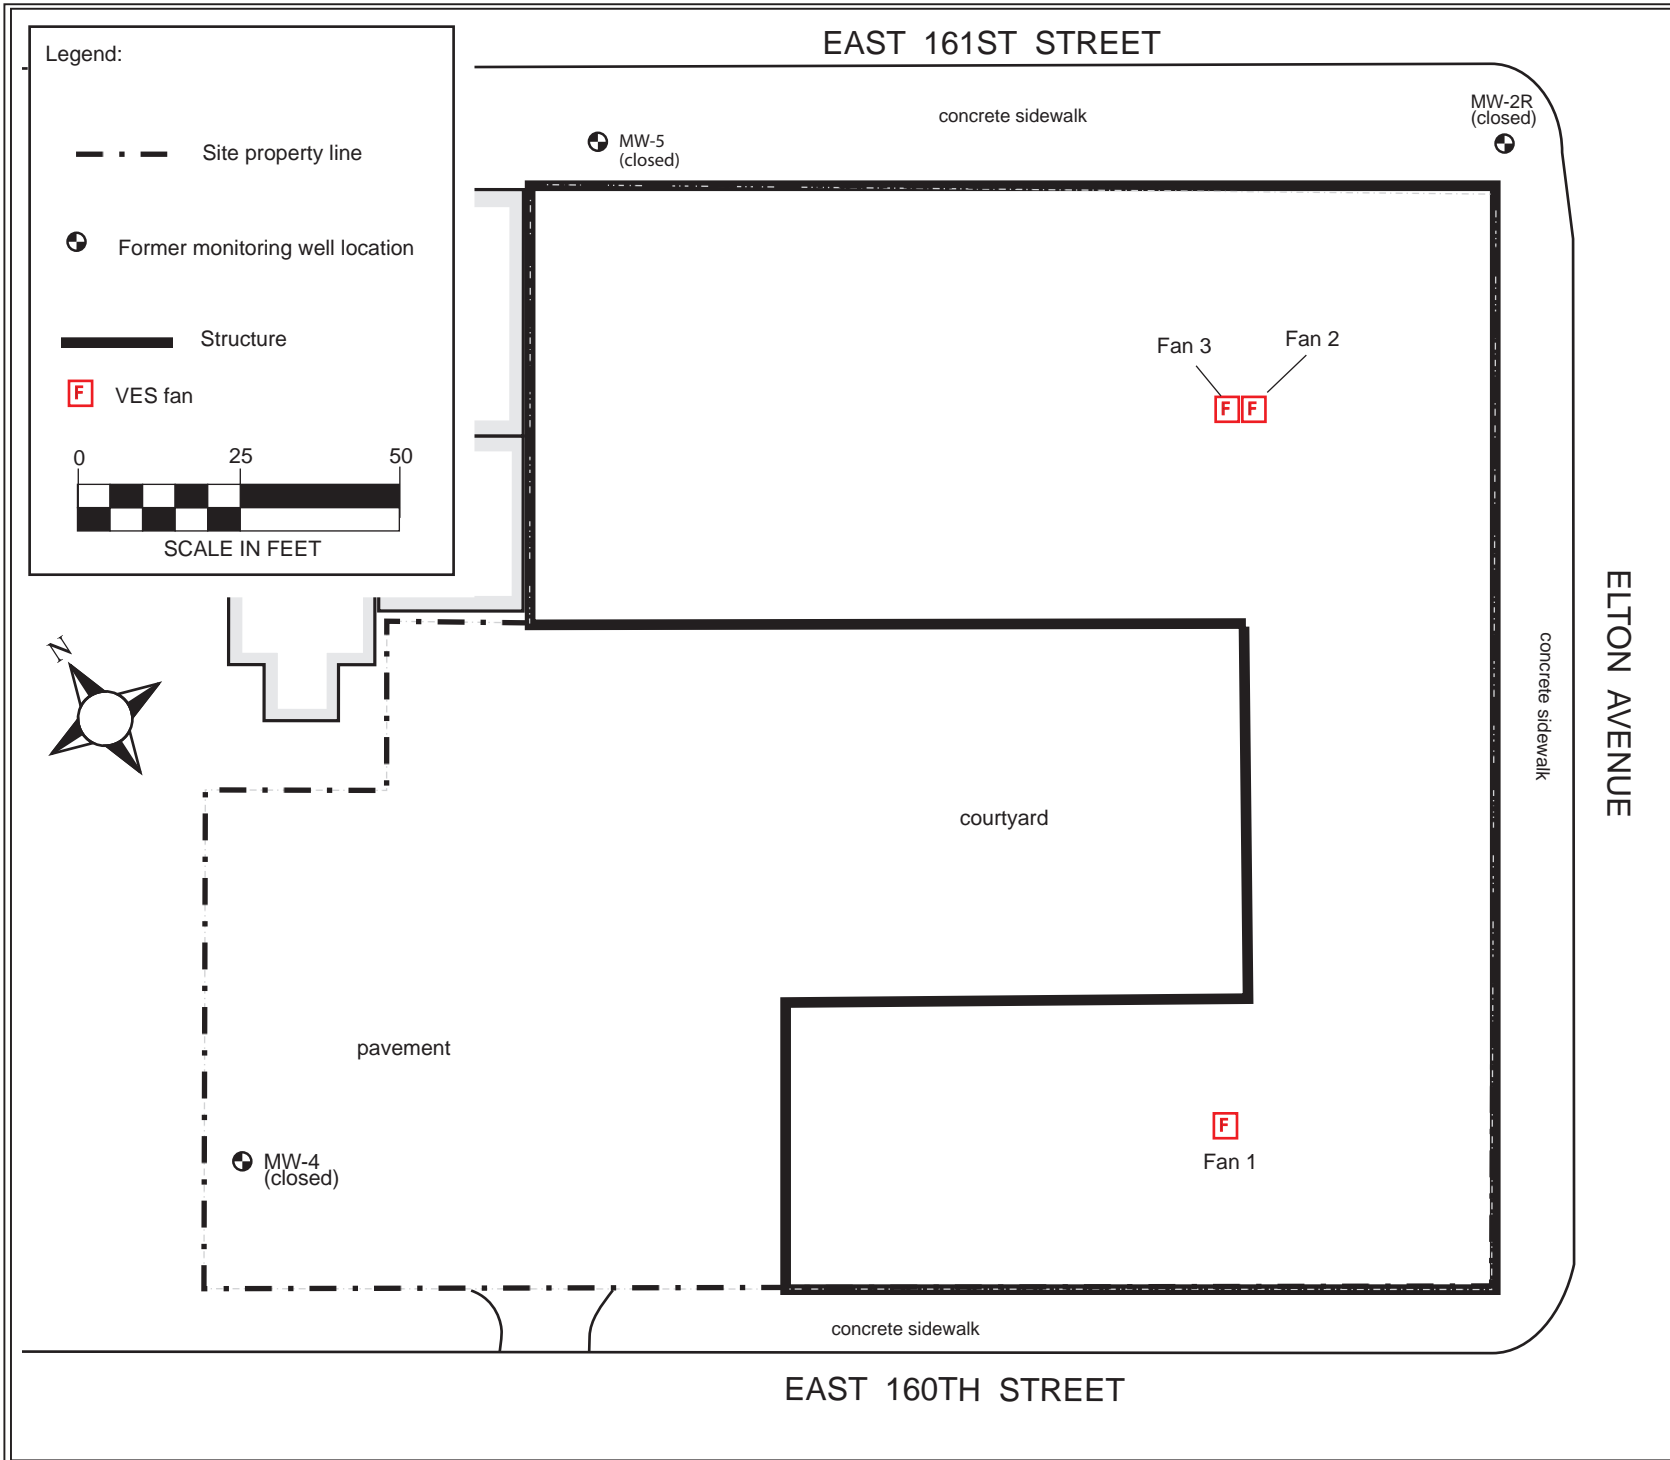 Legend:
Site property line
Former monitoring well location
Structure
F
VES fan
0 25 50
SCALE IN FEET
EAST 161ST STREET
concrete sidewalk
MW-5
(closed)
MW-2R
(closed)
Fan 3
Fan 2
F F
N
ELTON AVENUE
concrete sidewalk
courtyard
pavement
MW-4
(closed)
F
Fan 1
concrete sidewalk
EAST 160TH STREET